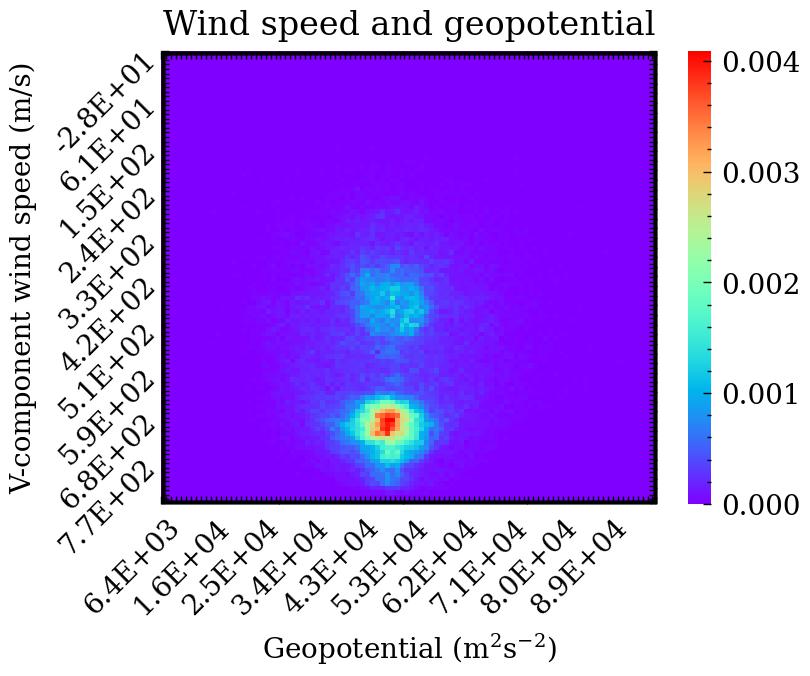 Wind speed and geopotential
V-component wind speed (m/s)
-2.8E+01
6.1E+01
1.5E+02
2.4E+02
3.3E+02
4.2E+02
5.1E+02
5.9E+02
6.8E+02
7.7E+02
6.4E+03
1.6E+04
2.5E+04
3.4E+04
4.3E+04
5.3E+04
6.2E+04
7.1E+04
8.0E+04
8.9E+04
Geopotential (m²s⁻²)
0.004
0.003
0.002
0.001
0.000